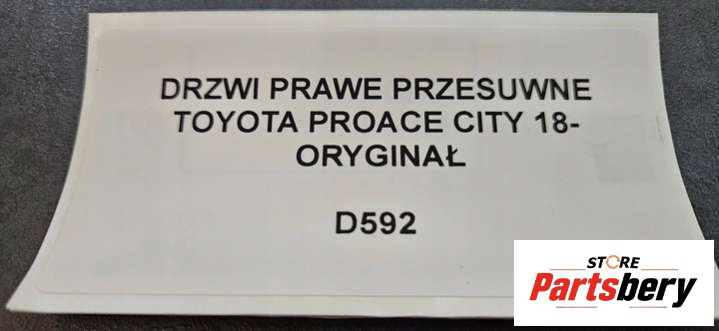 DRZWI PRAWE PRZESUWNE
TOYOTA PROACE CITY 18-
ORYGINAŁ
D592
STORE
Partsbery